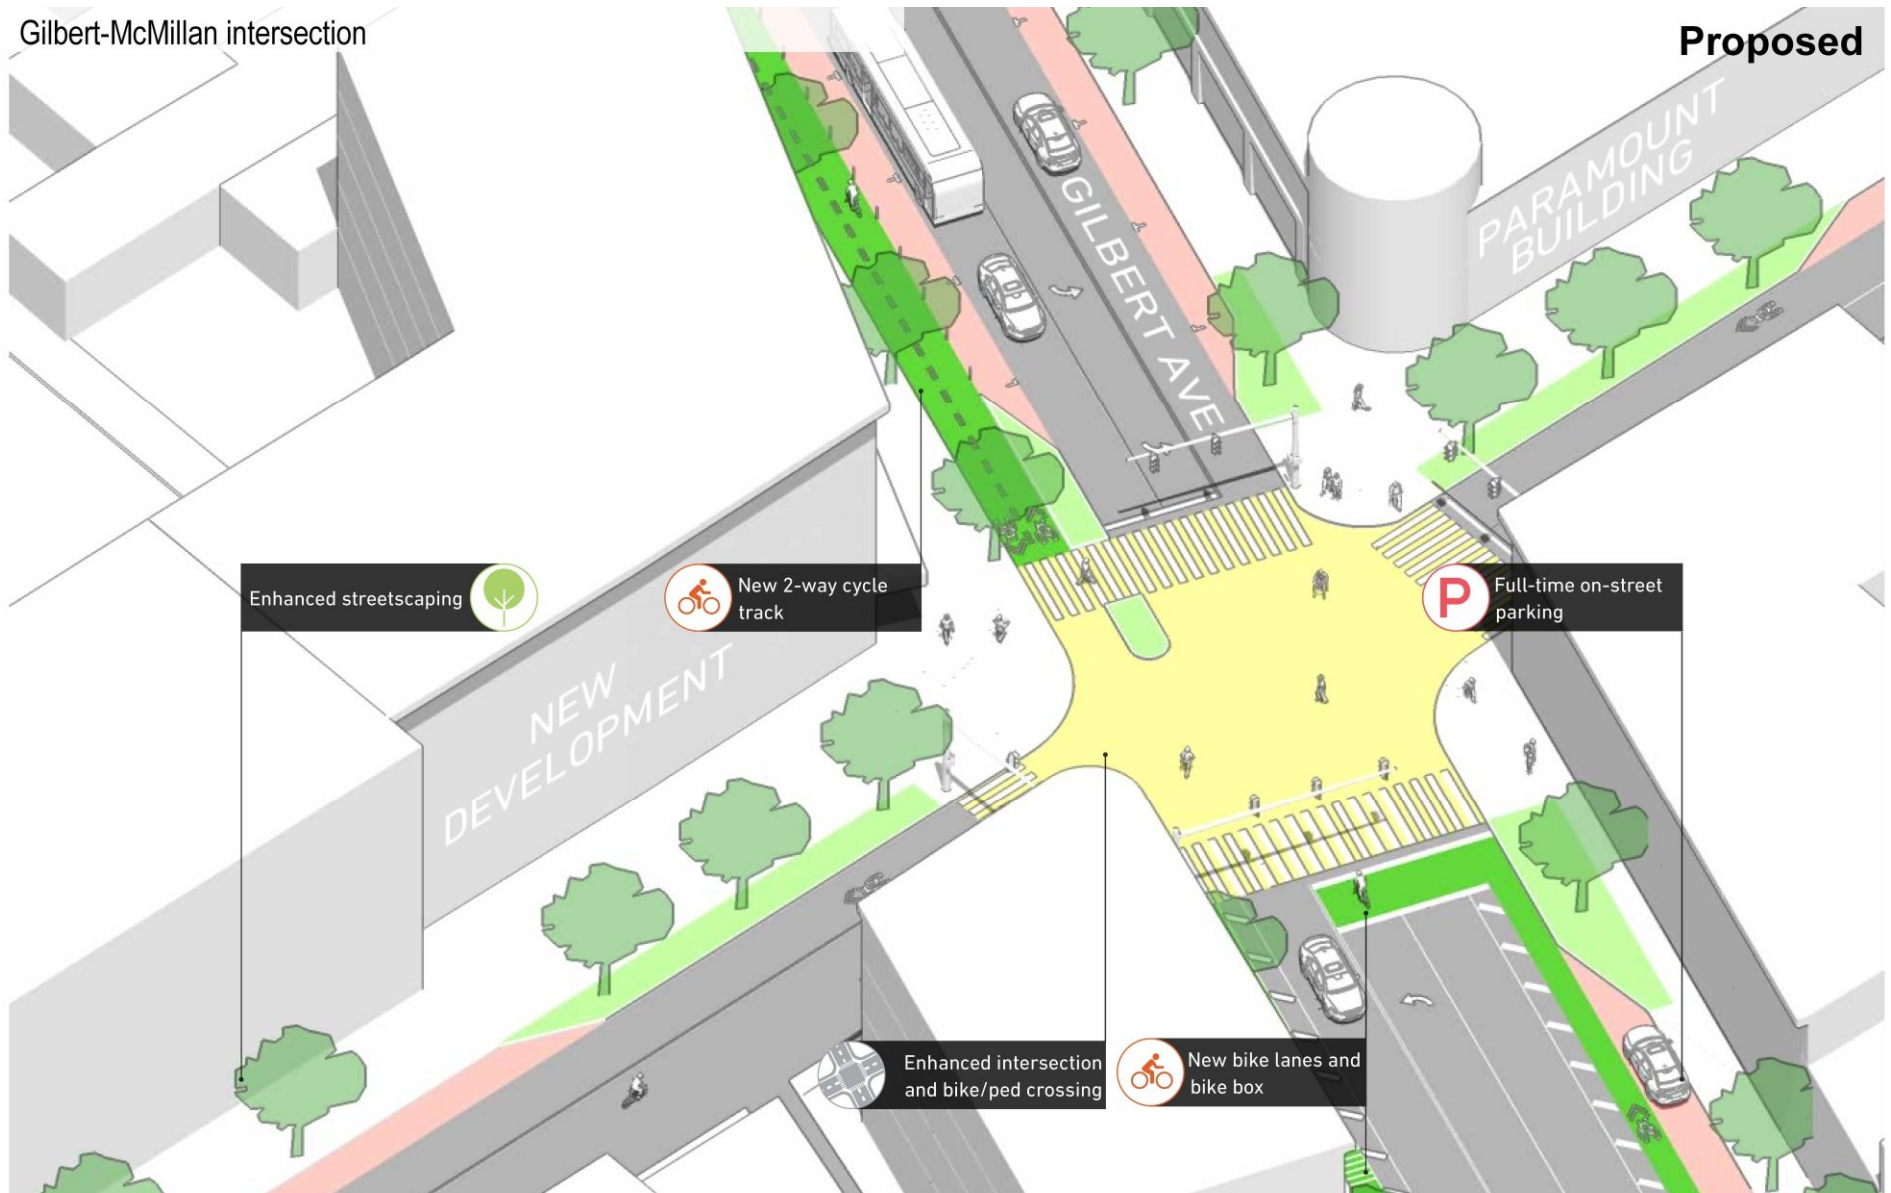 Gilbert-McMillan intersection
Proposed
PARAMOUNT
BUILDING
GILBERT AVE
Enhanced streetscaping
New 2-way cycle
track
P
Full-time on-street
parking
NEW
DEVELOPMENT
Enhanced intersection
and bike/ped crossing
New bike lanes and
bike box